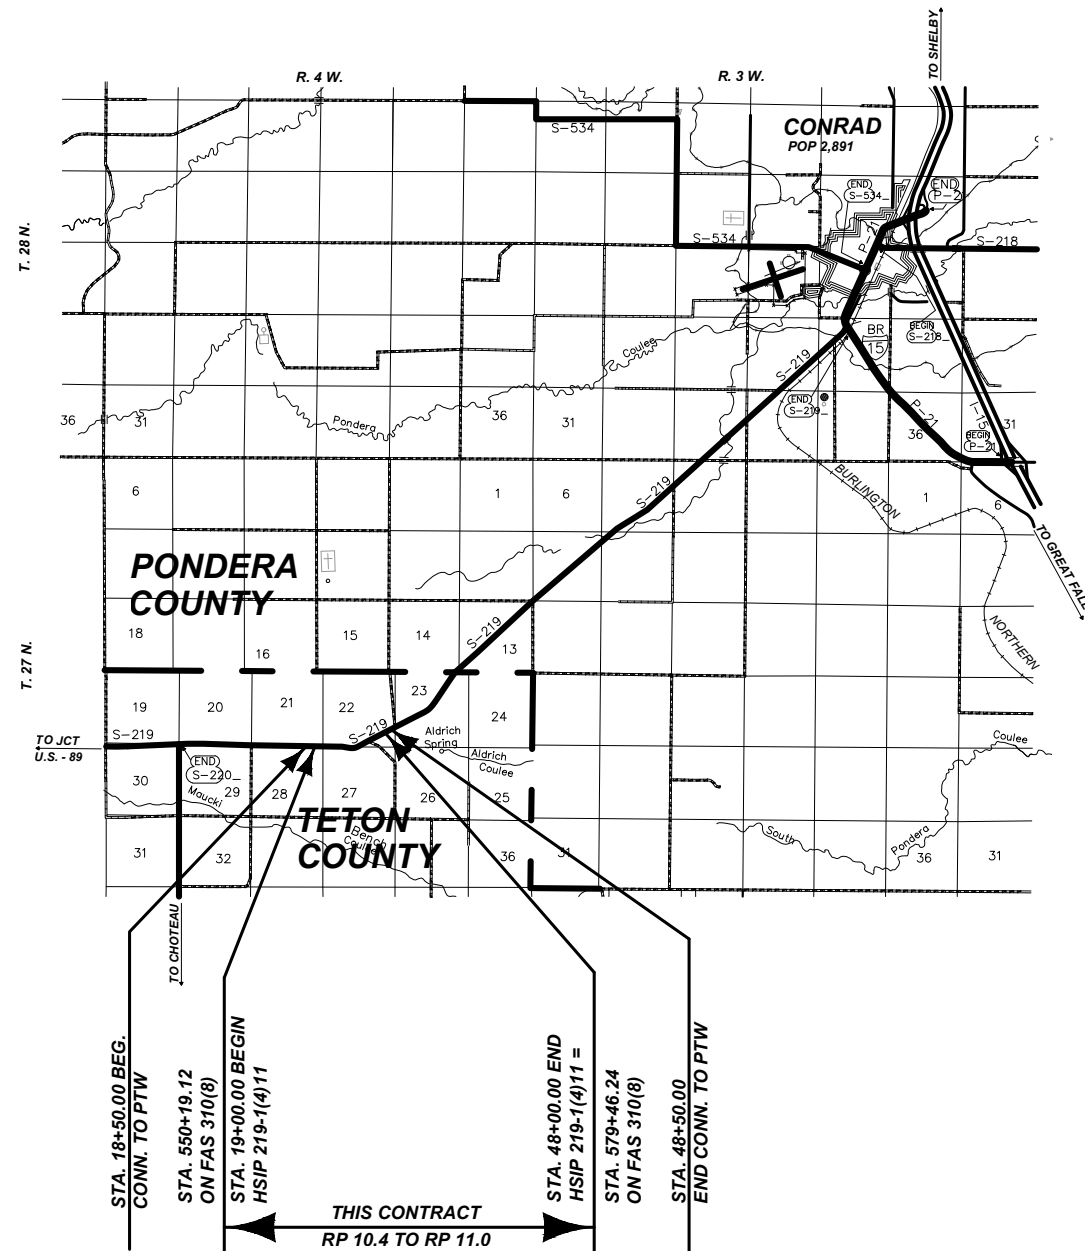 TO SHELBY
R. 4 W.
R. 3 W.
S-534
CONRAD
POP 2,891
END
S-534
END
P-2
T. 28 N.
S-534
P-21
S-218
BR
15
BEGIN
S-218
Coulee
S-219
END
S-219
P-21
I-15
36
31
Pondera
36
31
36
31
BEGIN
P-21
6
1
6
S-219
BURLINGTON
1
6
TO GREAT FALL
PONDERA
COUNTY
NORTHERN
18
16
15
14
S-219
13
T. 27 N.
19
20
21
22
23
24
S-219
S-219
TO JCT
U.S. - 89
Aldrich
Spring
Aldrich
Coulee
Coulee
END
S-220
30
29
28
27
26
25
Maucki
Bench
Coulee
TETON
COUNTY
31
32
36
31
South
Pondera
36
31
TO CHOTEAU
STA. 18+50.00 BEG.
CONN. TO PTW
STA. 550+19.12
ON FAS 310(8)
STA. 19+00.00 BEGIN
HSIP 219-1(4)11
STA. 48+00.00 END
HSIP 219-1(4)11 =
STA. 579+46.24
ON FAS 310(8)
STA. 48+50.00
END CONN. TO PTW
THIS CONTRACT
RP 10.4 TO RP 11.0